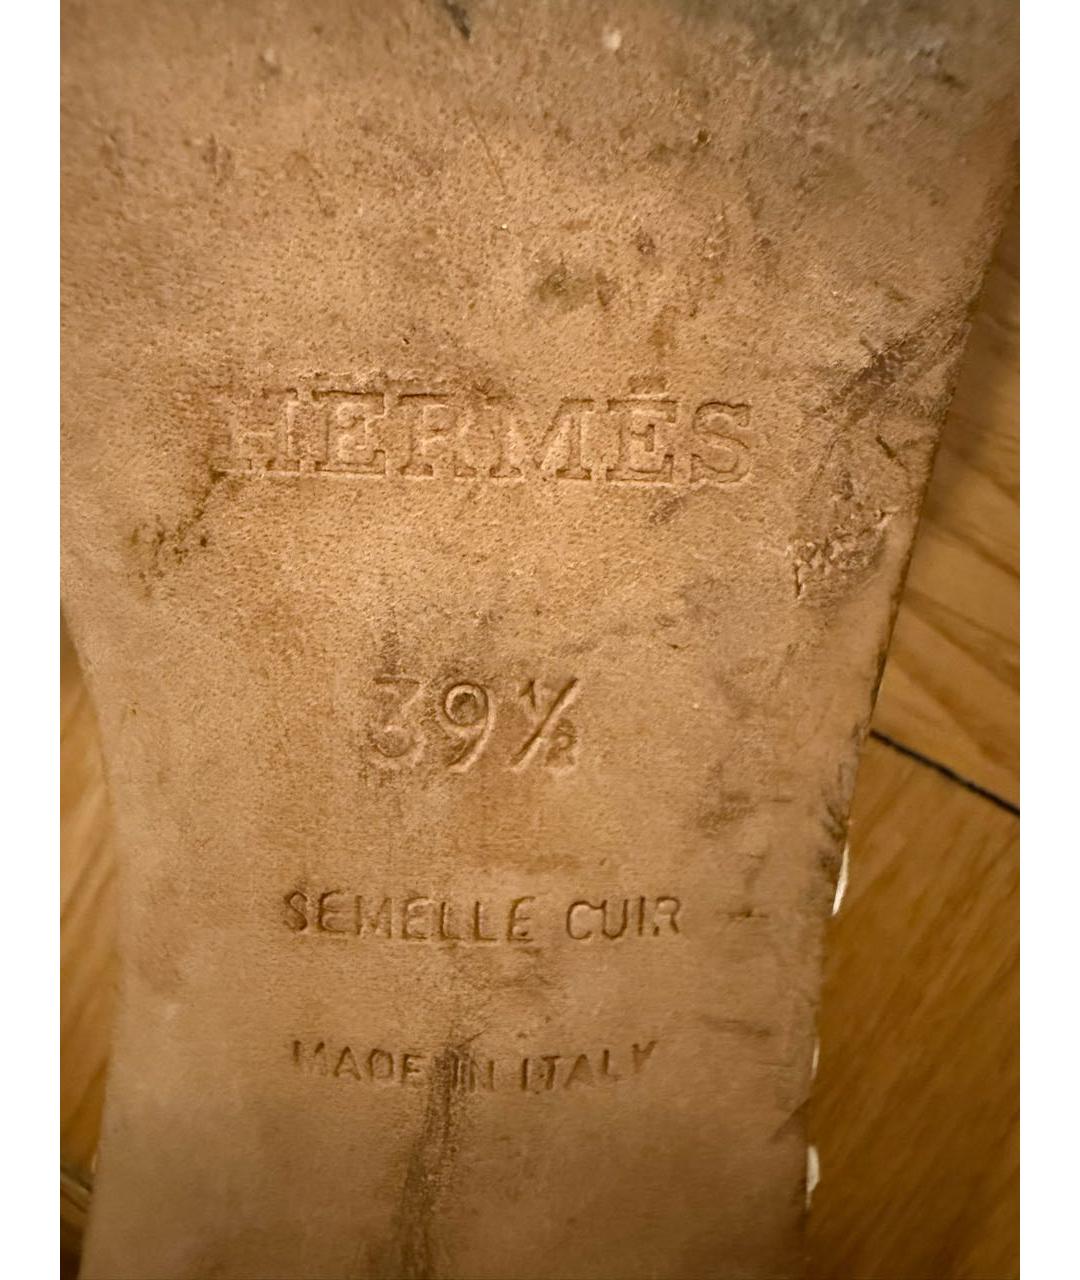 HERMÈS
39½
SEMELLE CUIR
MADE IN ITALY